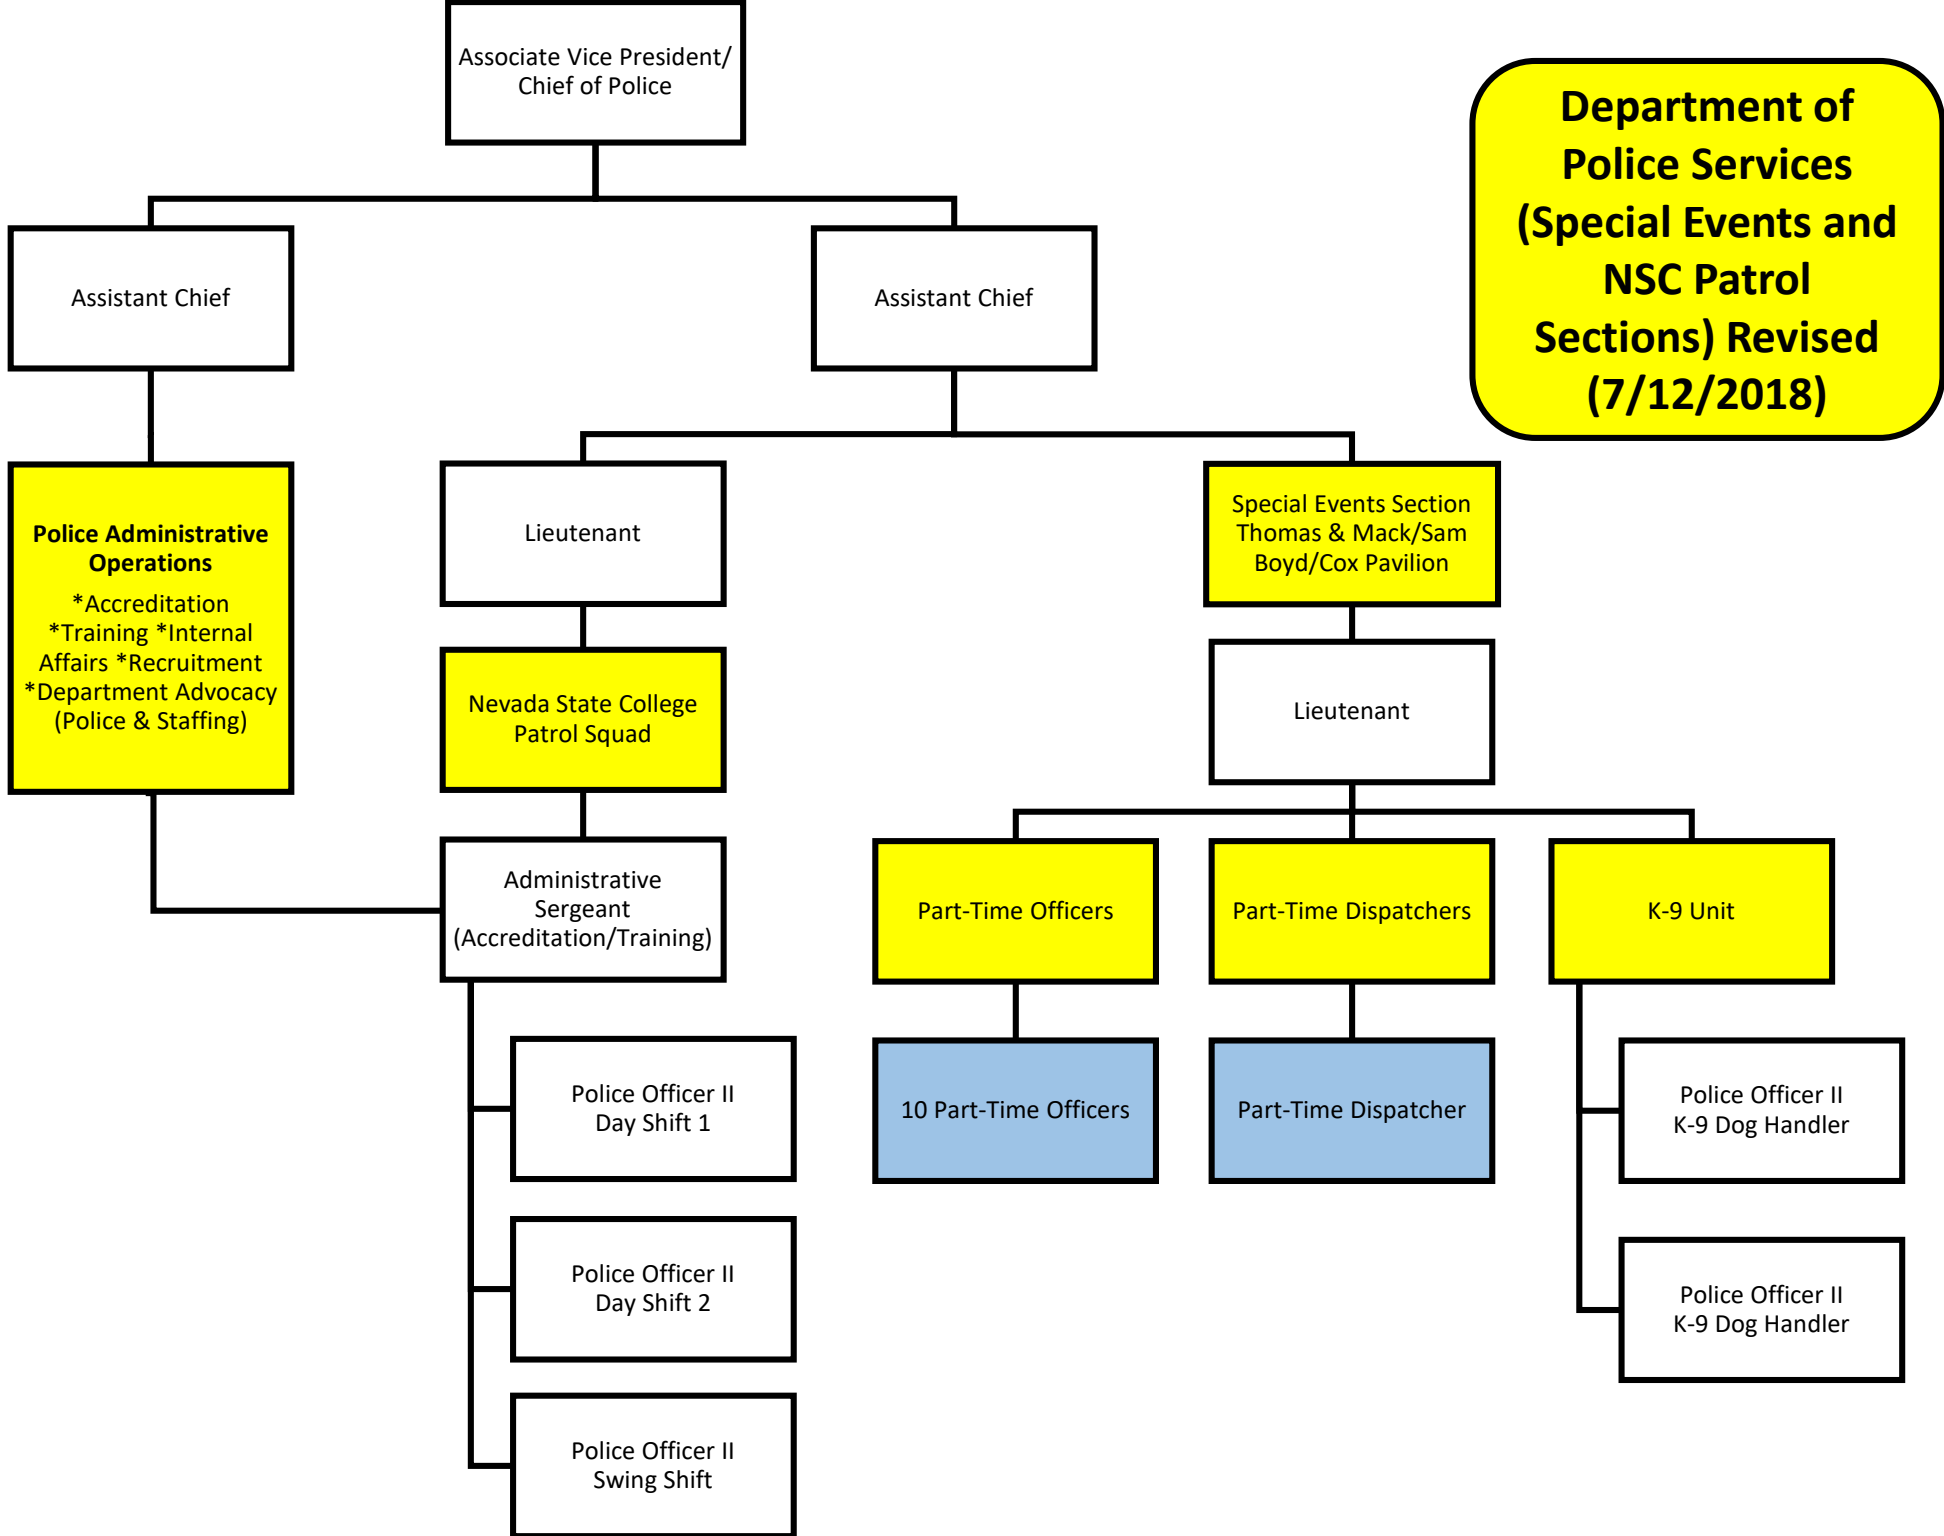 Associate Vice President/
Chief of Police
Department of
Police Services
(Special Events and
NSC Patrol
Sections) Revised
(7/12/2018)
Assistant Chief
Assistant Chief
Police Administrative
Operations
*Accreditation
*Training *Internal
Affairs *Recruitment
*Department Advocacy
(Police & Staffing)
Lieutenant
Special Events Section
Thomas & Mack/Sam
Boyd/Cox Pavilion
Nevada State College
Patrol Squad
Lieutenant
Administrative
Sergeant
(Accreditation/Training)
Part-Time Officers
Part-Time Dispatchers
K-9 Unit
Police Officer II
Day Shift 1
10 Part-Time Officers
Part-Time Dispatcher
Police Officer II
K-9 Dog Handler
Police Officer II
Day Shift 2
Police Officer II
K-9 Dog Handler
Police Officer II
Swing Shift